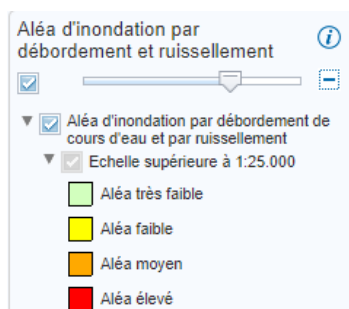 Aléa d'inondation par
débordement et ruissellement
Aléa d'inondation par débordement de
cours d'eau et par ruissellement
Echelle supérieure à 1:25.000
Aléa très faible
Aléa faible
Aléa moyen
Aléa élevé